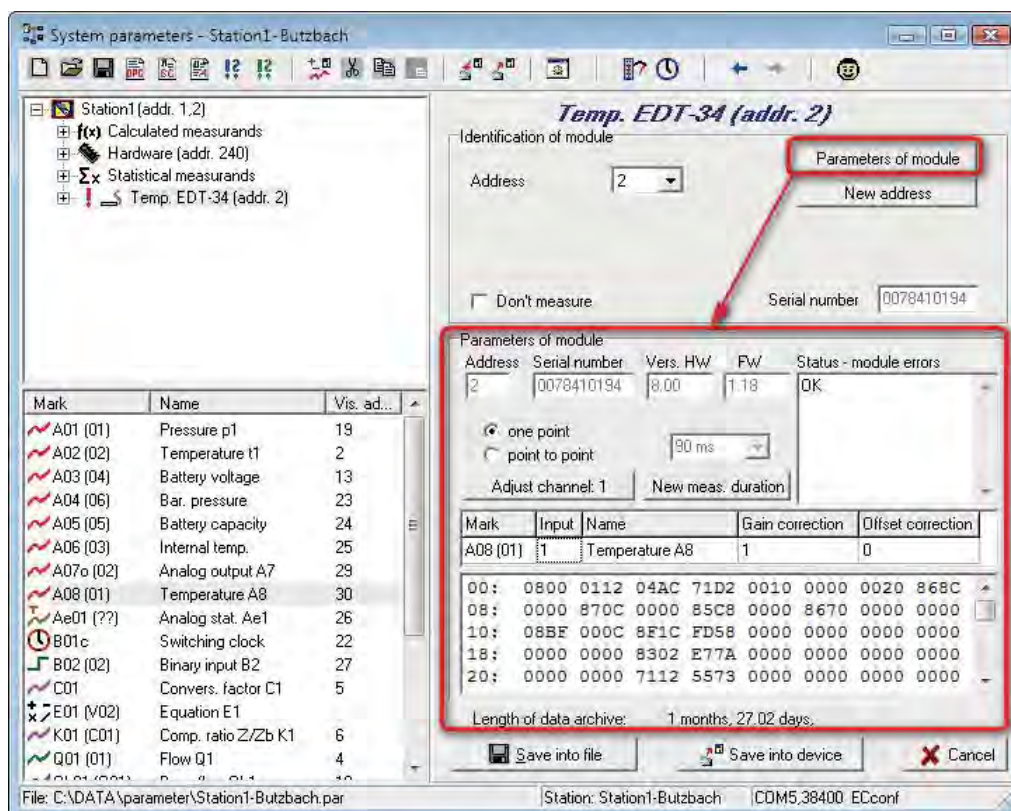 System parameters - Station1-Butzbach
Station1 (addr. 1,2)
f(x) Calculated measurands
Hardware (addr. 240)
Σx Statistical measurands
Temp. EDT-34 (addr. 2)
Mark Name Vis. ad...
A01 (01) Pressure p1 19
A02 (02) Temperature t1 2
A03 (04) Battery voltage 13
A04 (06) Bar. pressure 23
A05 (05) Battery capacity 24
A06 (03) Internal temp. 25
A07o (02) Analog output A7 29
A08 (01) Temperature A8 30
Ae01 (??) Analog stat. Ae1 26
B01c Switching clock 22
B02 (02) Binary input B2 27
C01 Convers. factor C1 5
E01 (V02) Equation E1
K01 (C01) Comp. ratio Z/Zb K1 6
Q01 (01) Flow Q1 4
Temp. EDT-34 (addr. 2)
Identification of module
Address 2
Parameters of module
New address
Don't measure
Serial number 0078410194
Parameters of module
Address Serial number Vers. HW FW Status - module errors
2 0078410194 8.00 1.18 OK
one point
point to point
90 ms
Adjust channel: 1 New meas. duration
Mark Input Name Gain correction Offset correction
A08 (01) 1 Temperature A8 1 0
00: 0800 0112 04AC 71D2 0010 0000 0020 868C
08: 0000 870C 0000 85C8 0000 8670 0000 0000
10: 08BF 000C 8F1C FD58 0000 0000 0000 0000
18: 0000 0000 8302 E77A 0000 0000 0000 0000
20: 0000 0000 7112 5573 0000 0000 0000 0000
Length of data archive: 1 months, 27.02 days,
Save into file Save into device Cancel
File: C:\DATA\parameter\Station1-Butzbach.par Station: Station1-Butzbach COM5,38400 ECconf